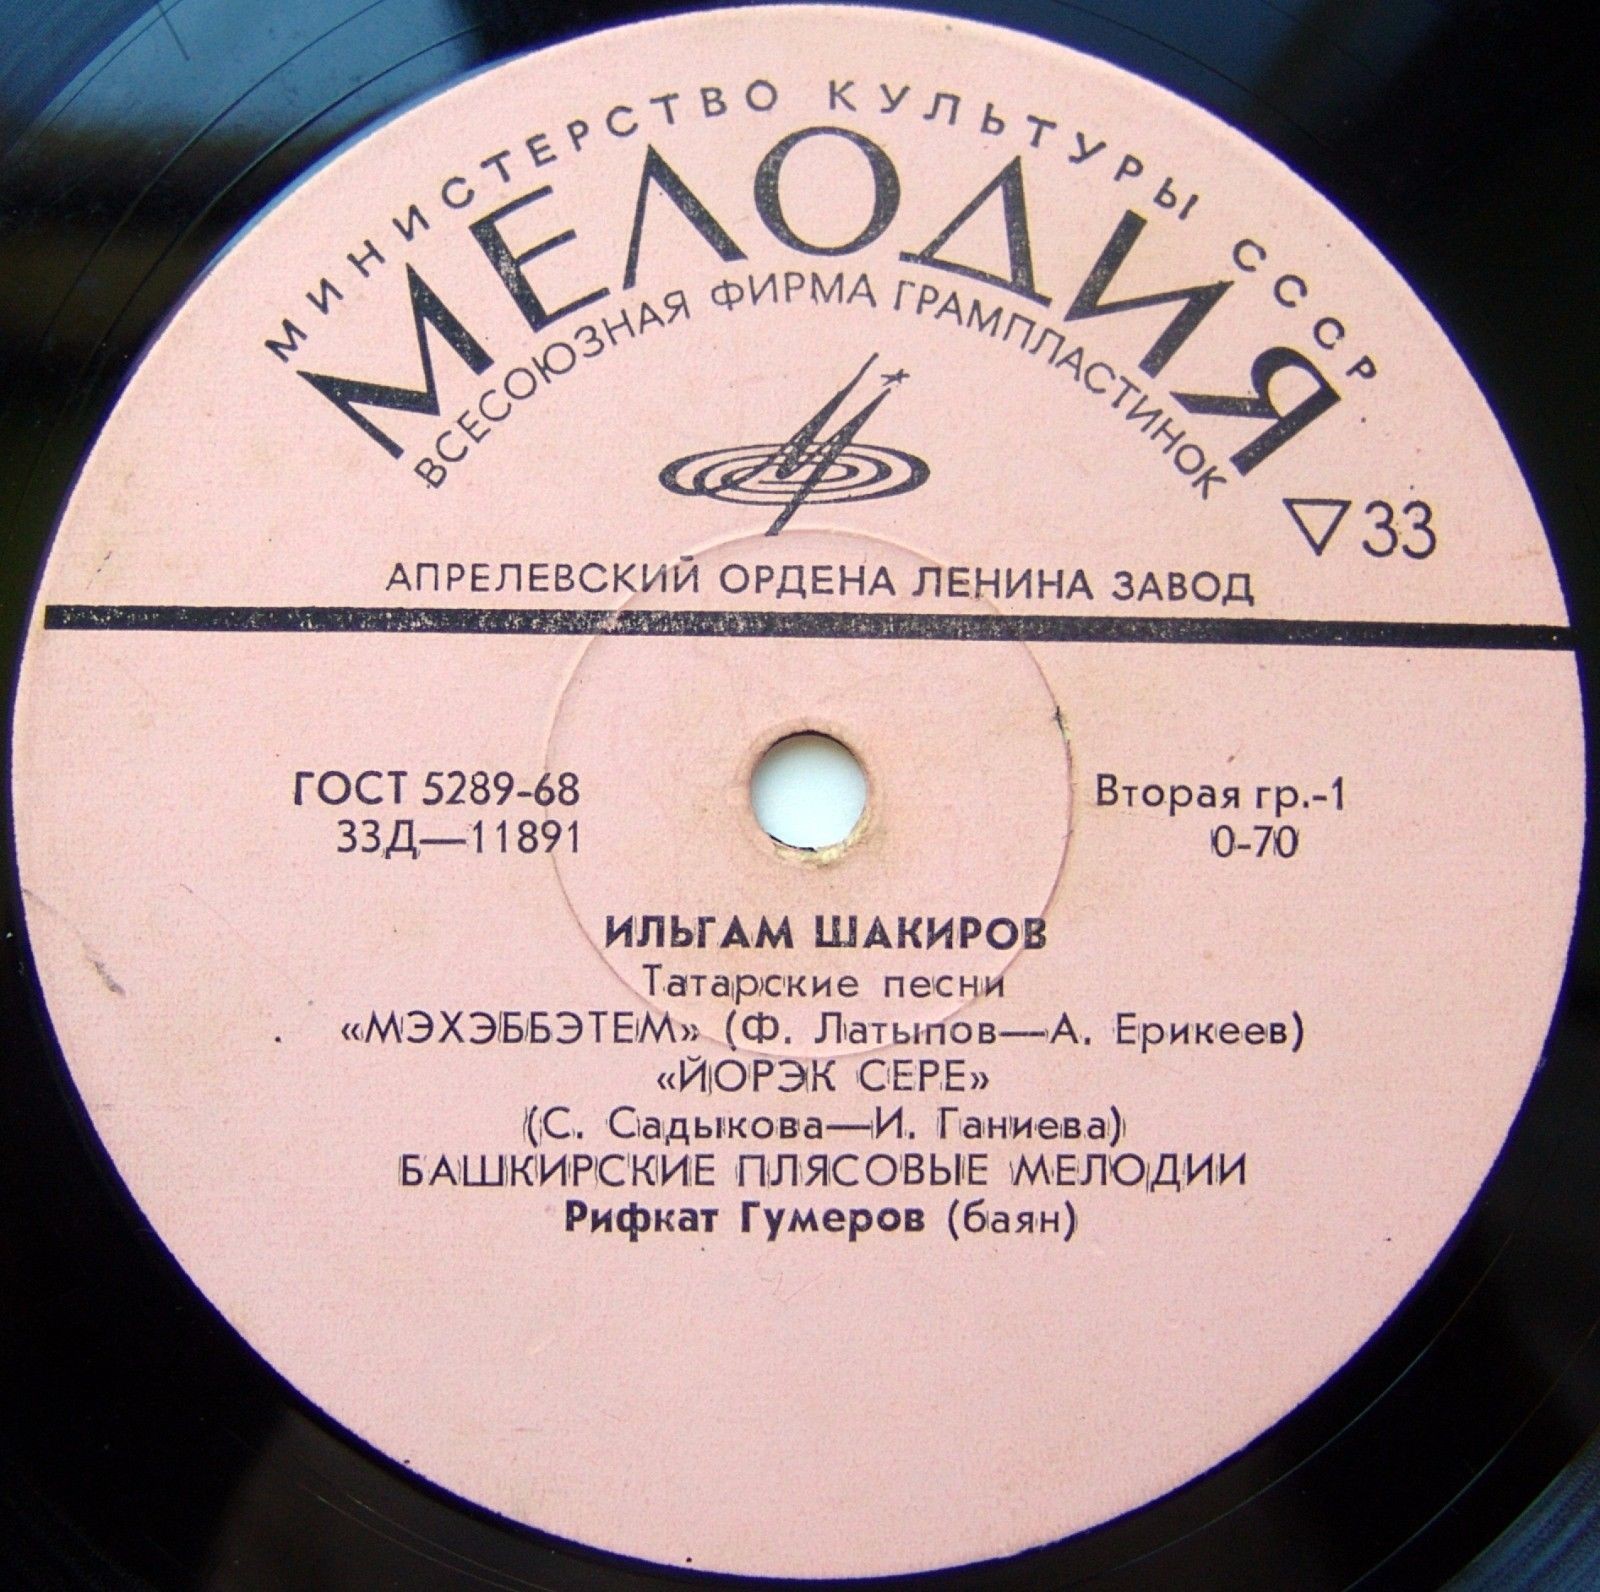 МИНИСТЕРСТВО КУЛЬТУРЫ СССР
МЕЛОДИЯ
ВСЕСОЮЗНАЯ ФИРМА ГРАМПЛАСТИНОК
33
АПРЕЛЕВСКИЙ ОРДЕНА ЛЕНИНА ЗАВОД
ГОСТ 5289-68
33Д—11891
Вторая гр.-1
0-70
ИЛЬГАМ ШАКИРОВ
Татарские песни
«МЭХЭББЭТЕМ» (Ф. Латыпов—А. Ерикеев)
«ЙОРЭК СЕРЕ»
(С. Садыкова—И. Ганиева)
БАШКИРСКИЕ ПЛЯСОВЫЕ МЕЛОДИИ
Рифкат Гумеров (баян)